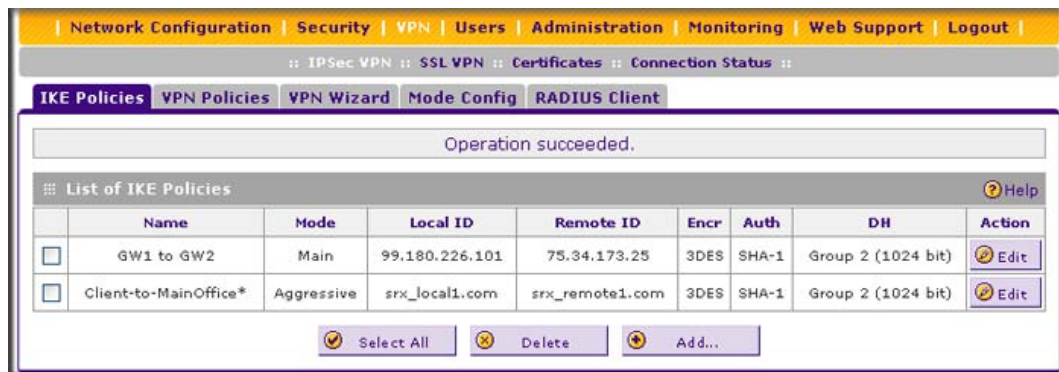 | Network Configuration | Security | VPN | Users | Administration | Monitoring | Web Support | Logout |
:: IPSec VPN :: SSL VPN :: Certificates :: Connection Status ::
IKE Policies VPN Policies VPN Wizard Mode Config RADIUS Client
Operation succeeded.
List of IKE Policies Help
Name Mode Local ID Remote ID Encr Auth DH Action
GW1 to GW2 Main 99.180.226.101 75.34.173.25 3DES SHA-1 Group 2 (1024 bit) Edit
Client-to-MainOffice* Aggressive srx_local1.com srx_remote1.com 3DES SHA-1 Group 2 (1024 bit) Edit
Select All Delete Add...